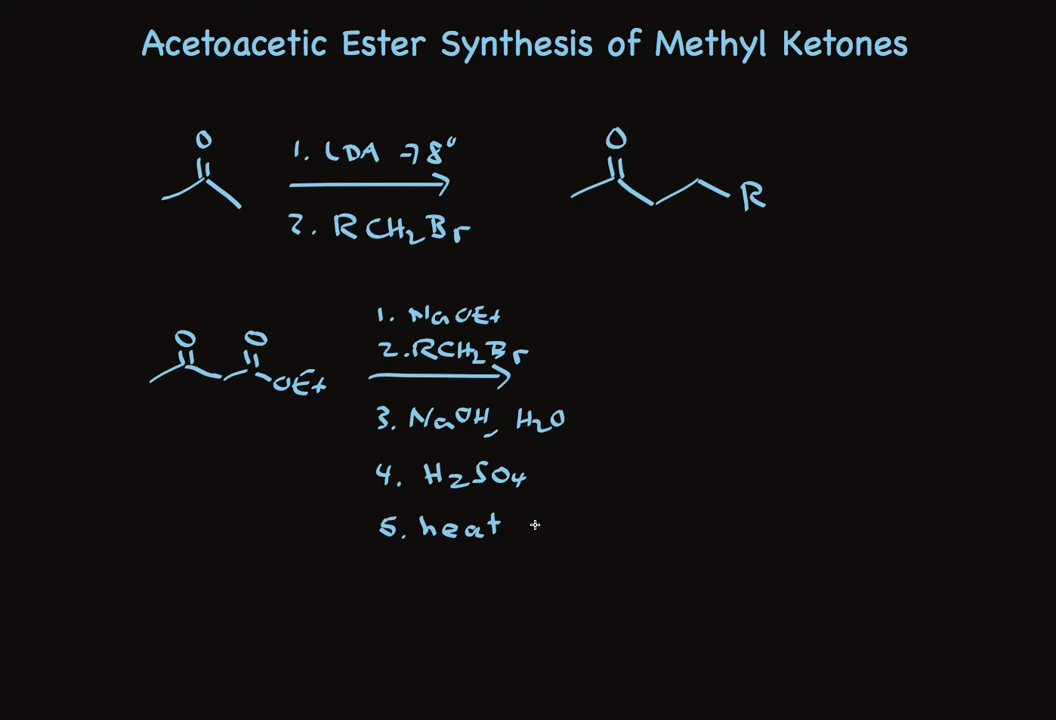 Acetoacetic Ester Synthesis of Methyl Ketones
O
1. LDA -78°
2. RCH2Br
O
R
O
O
OEt
1. NaOEt
2. RCH2Br
3. NaOH, H2O
4. H2SO4
5. heat